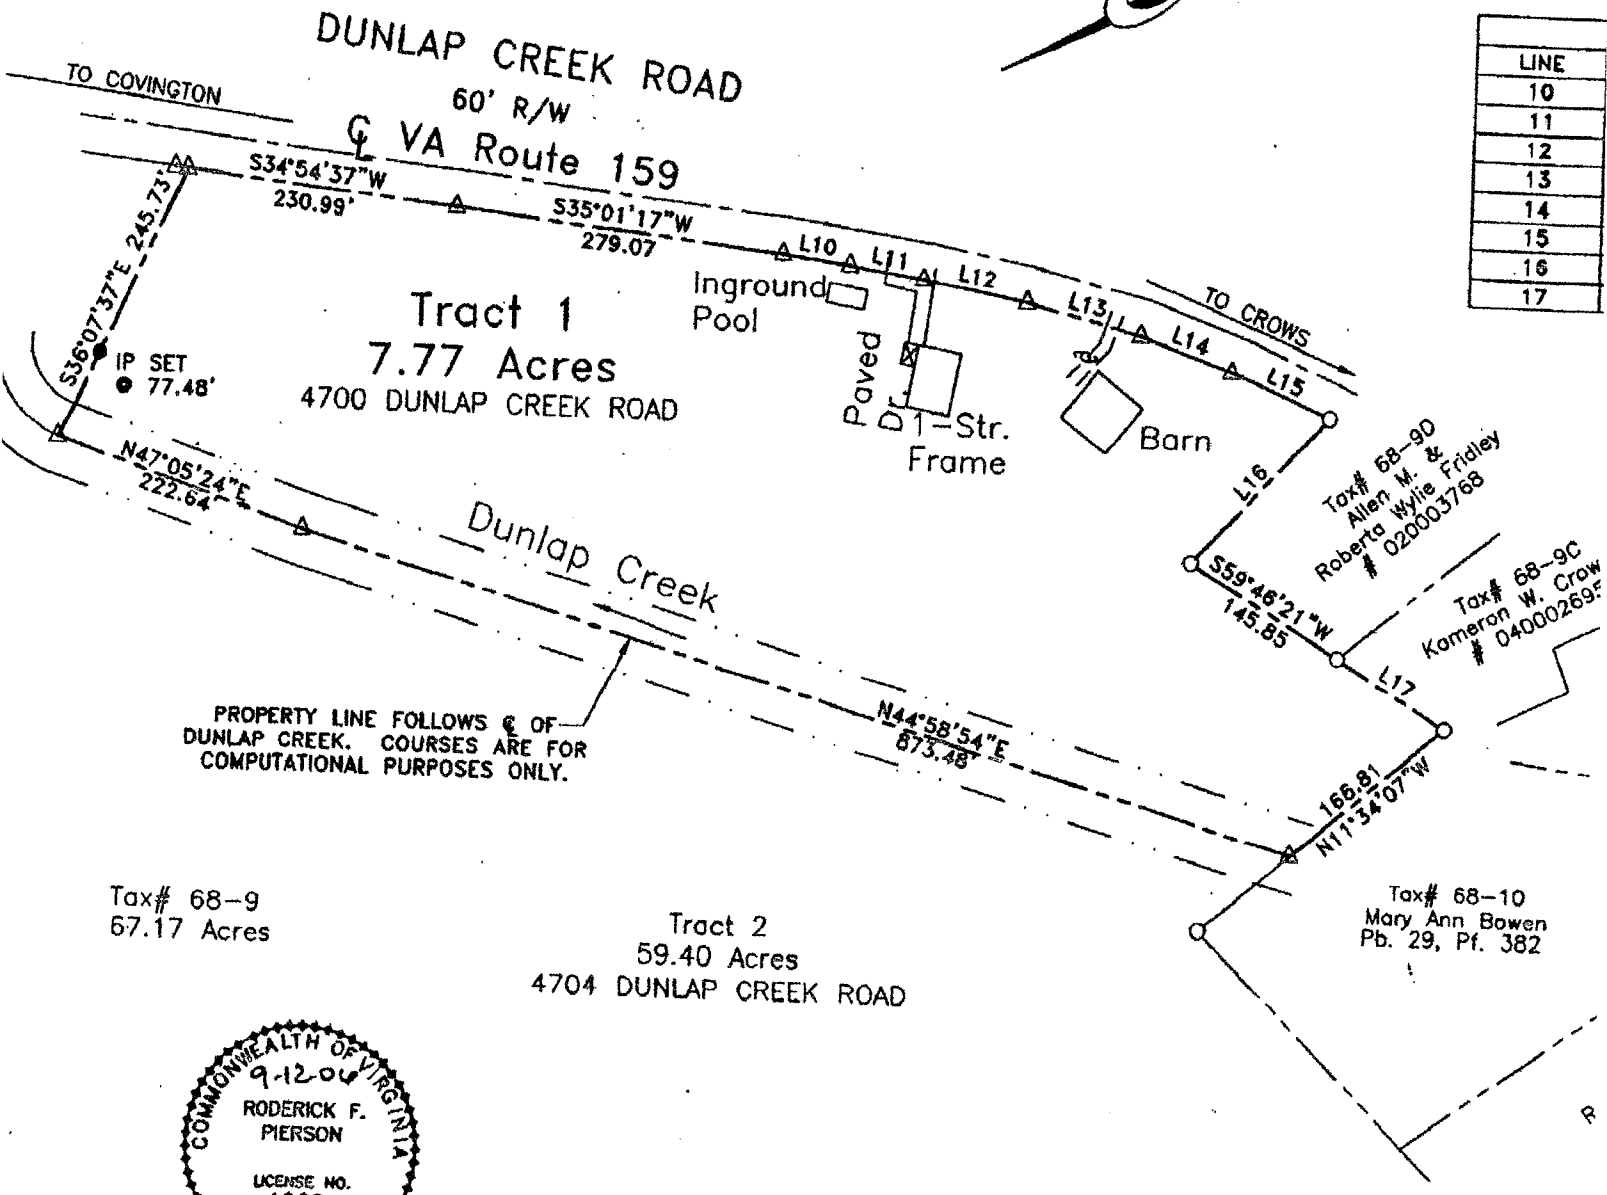 DUNLAP CREEK ROAD
60' R/W
TO COVINGTON
℄ VA Route 159
LINE
10
11
12
13
14
15
16
17
S34°54'37"W
230.99'
S35°01'17"W
279.07
L10
L11
L12
L13
L14
L15
TO CROWS
S36°07'37"E 245.73'
IP SET
@ 77.48'
Tract 1
7.77 Acres
4700 DUNLAP CREEK ROAD
Inground
Pool
Paved
Dr.
1-Str.
Frame
Barn
L16
Tax# 68-9D
Allen M. &
Roberta Wylie Fridley
# 020003768
S59°46'21"W
145.85
Tax# 68-9C
Kameron W. Craw
# 040002695
L17
N47°05'24"E
222.64'
Dunlap Creek
PROPERTY LINE FOLLOWS ℄ OF
DUNLAP CREEK. COURSES ARE FOR
COMPUTATIONAL PURPOSES ONLY.
N44°58'54"E
873.48'
166.81
N11°34'07"W
Tax# 68-9
67.17 Acres
Tract 2
59.40 Acres
4704 DUNLAP CREEK ROAD
Tax# 68-10
Mary Ann Bowen
Pb. 29, Pf. 382
R
COMMONWEALTH OF VIRGINIA
9-12-06
RODERICK F.
PIERSON
LICENSE NO.